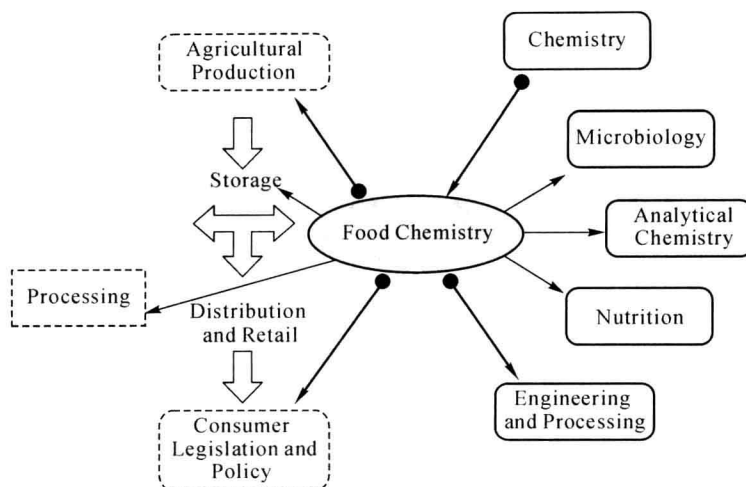 Agricultural
Production
Chemistry
Microbiology
Storage
Food Chemistry
Analytical
Chemistry
Processing
Distribution
and Retail
Nutrition
Consumer
Legislation and
Policy
Engineering
and Processing